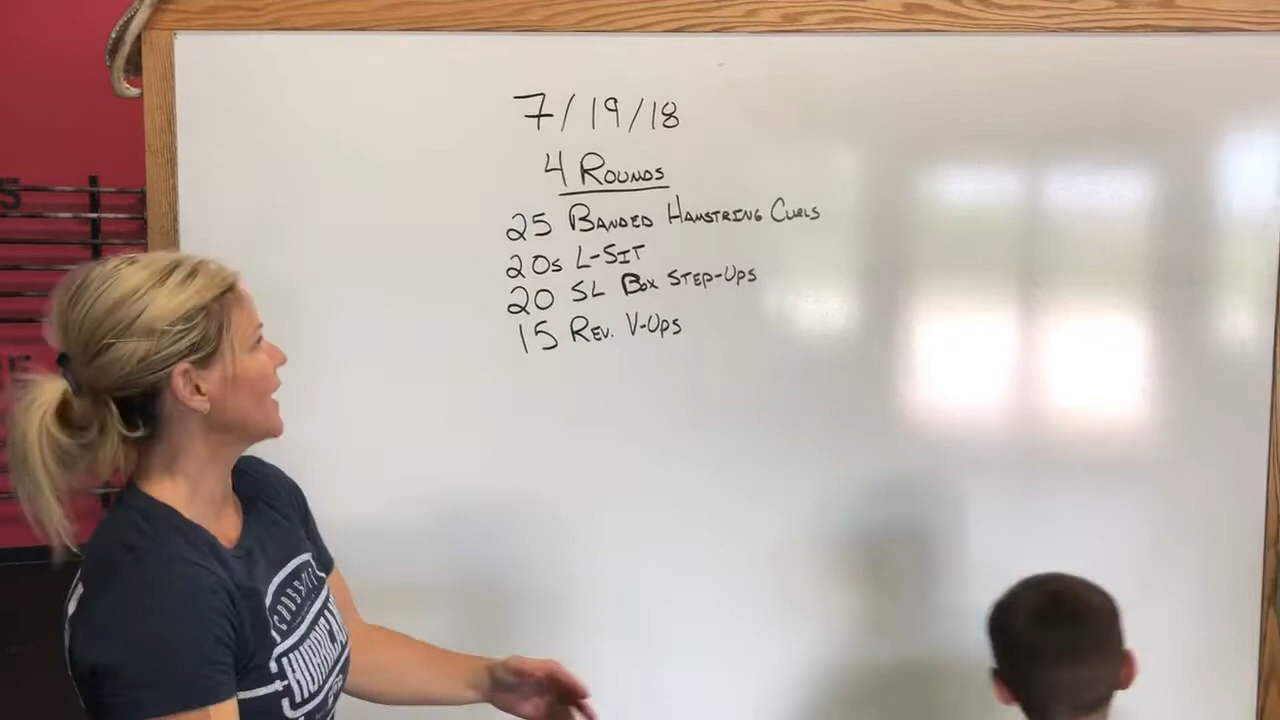 7/19/18
4 Rounds
25 Banded Hamstring Curls
20s L-Sit
20 SL Box Step-Ups
15 Rev. V-Ups
CROSSFIT